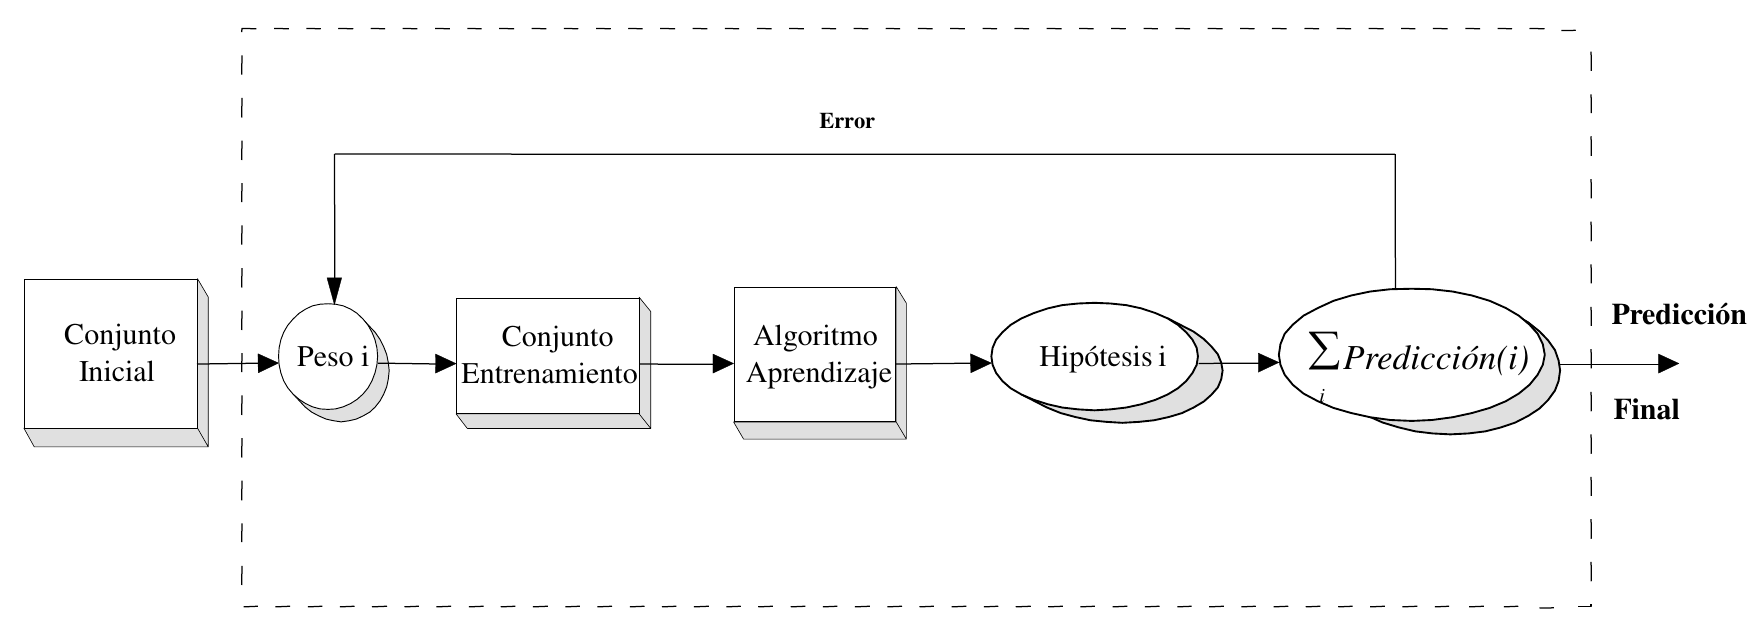 Error
Conjunto
Inicial
Peso i
Conjunto
Entrenamiento
Algoritmo
Aprendizaje
Hipótesis i
∑Predicción(i)
i
Predicción
Final